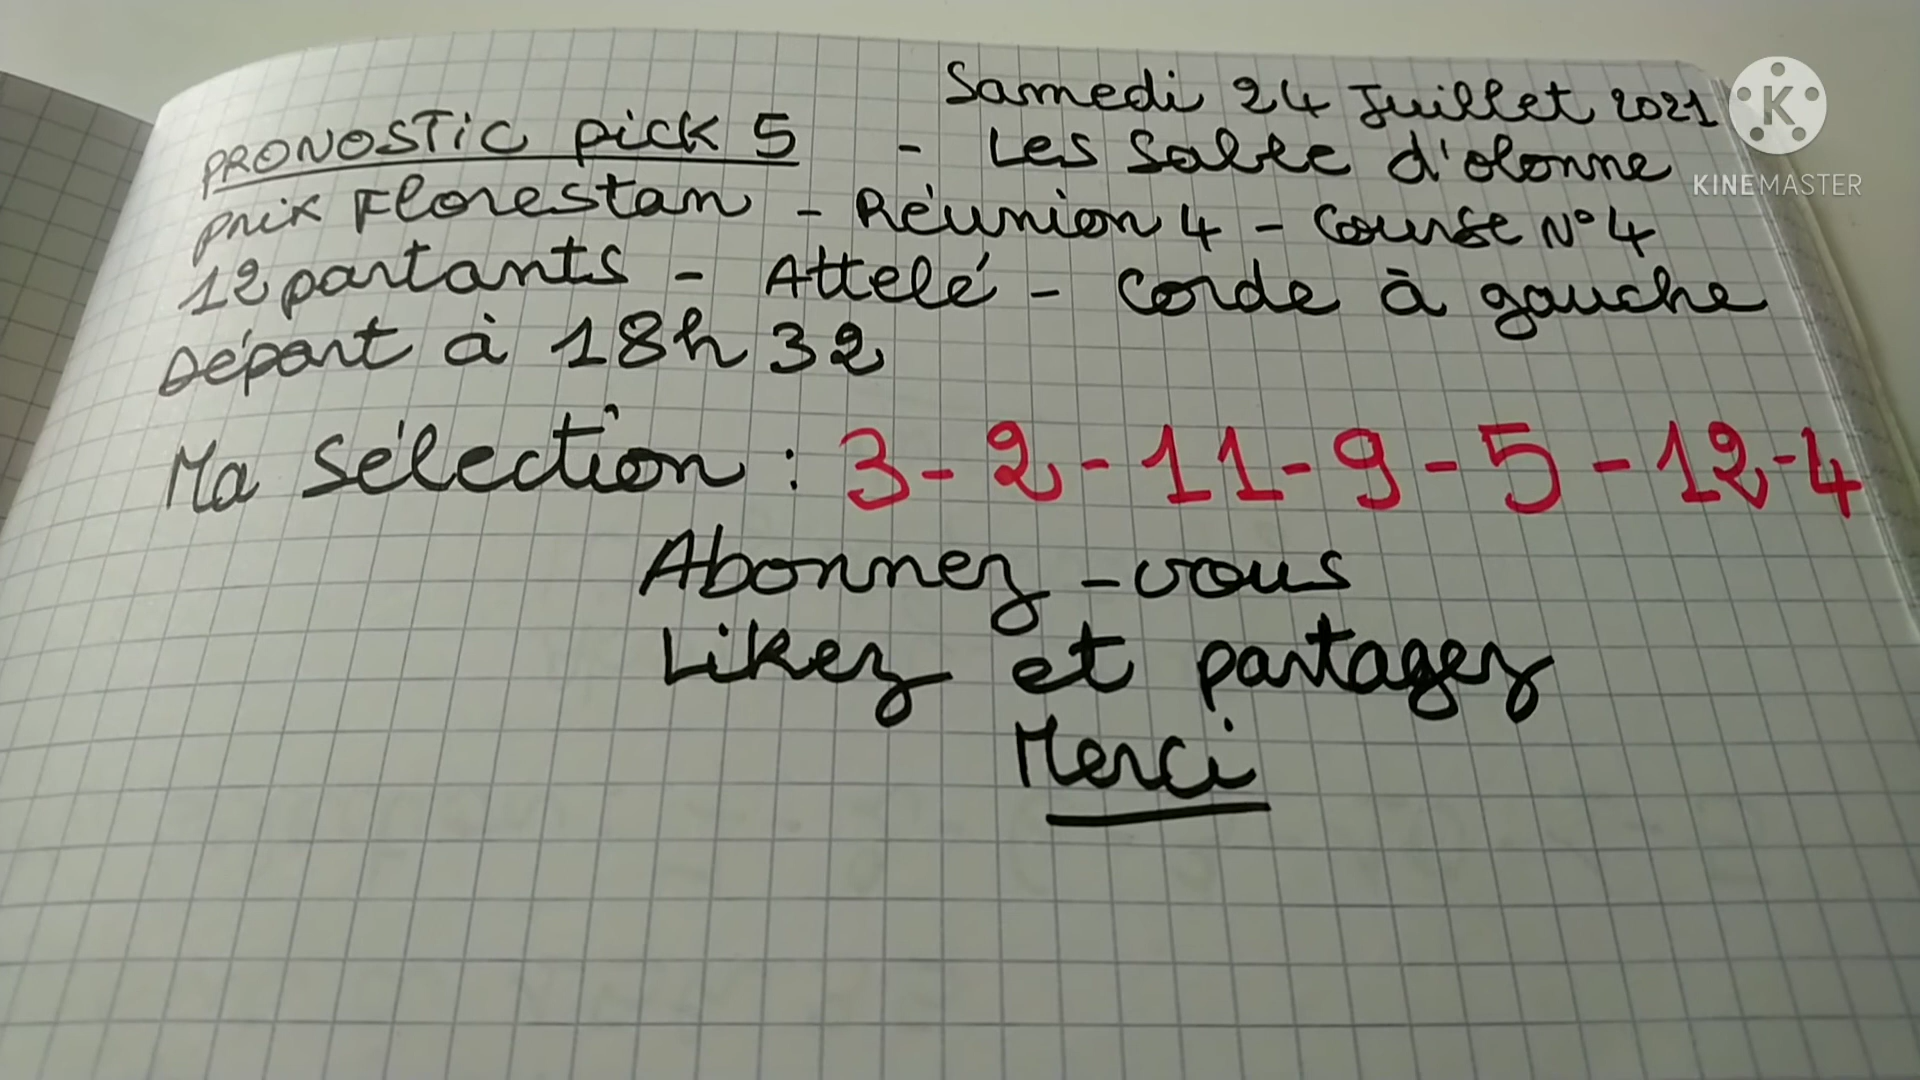 Samedi 24 Juillet 2021
PRONOSTIC pick 5 - Les Sable d'olonne
prix Florestan - Réunion 4 - Course N° 4
12 partants - Attelé - Corde à gauche
Départ à 18h 32
Ma Sélection : 3 - 2 - 11 - 9 - 5 - 12 - 4
Abonnez-vous
Likez et partagez
Merci
K
KINEMASTER